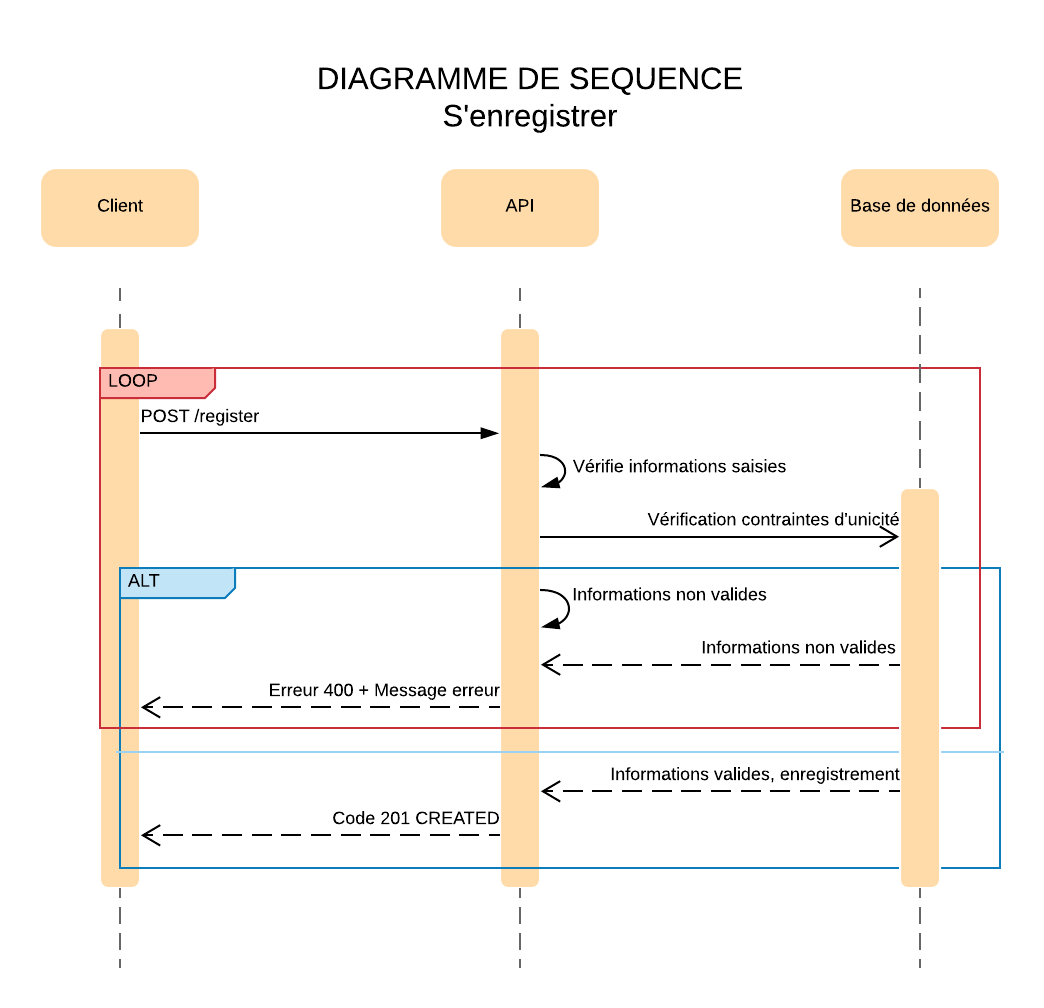 DIAGRAMME DE SEQUENCE
S'enregistrer
Client
API
Base de données
LOOP
POST /register
Vérifie informations saisies
Vérification contraintes d'unicité
ALT
Informations non valides
Informations non valides
Erreur 400 + Message erreur
Informations valides, enregistrement
Code 201 CREATED